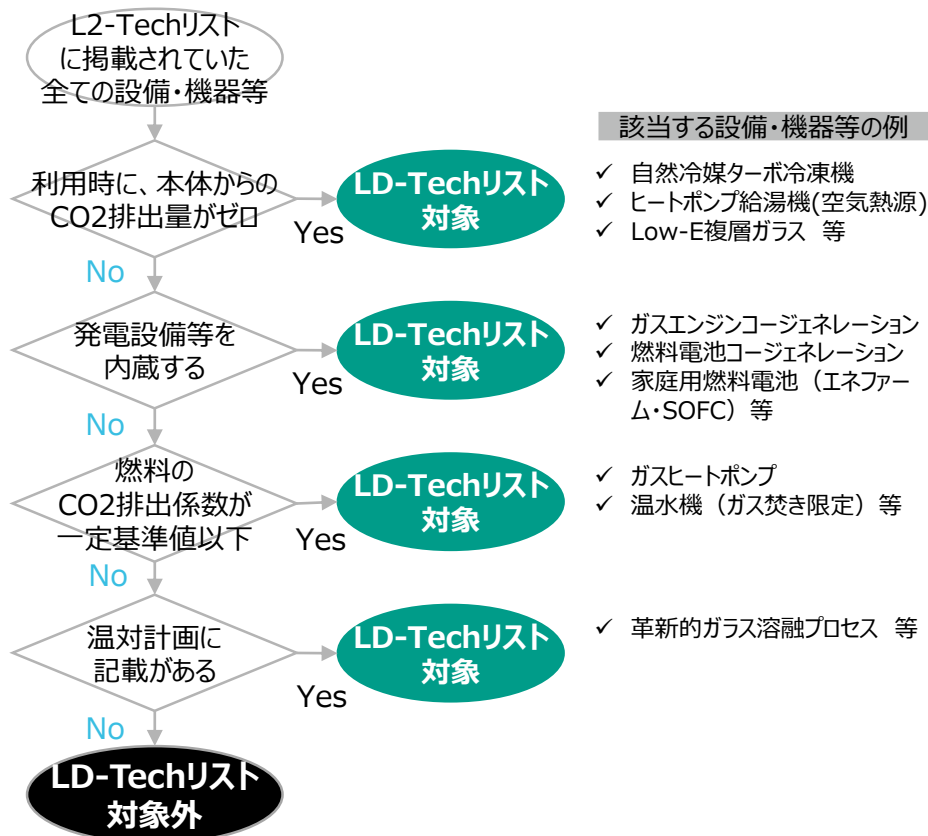 L2-Techリスト
に掲載されていた
全ての設備・機器等
該当する設備・機器等の例
利用時に、本体からの
CO2排出量がゼロ
Yes
LD-Techリスト
対象
✓ 自然冷媒ターボ冷凍機
✓ ヒートポンプ給湯機(空気熱源)
✓ Low-E複層ガラス 等
No
発電設備等を
内蔵する
Yes
LD-Techリスト
対象
✓ ガスエンジンコージェネレーション
✓ 燃料電池コージェネレーション
✓ 家庭用燃料電池（エネファー
ム・SOFC）等
No
燃料の
CO2排出係数が
一定基準値以下
Yes
LD-Techリスト
対象
✓ ガスヒートポンプ
✓ 温水機（ガス焚き限定）等
No
温対計画に
記載がある
Yes
LD-Techリスト
対象
✓ 革新的ガラス溶融プロセス 等
No
LD-Techリスト
対象外